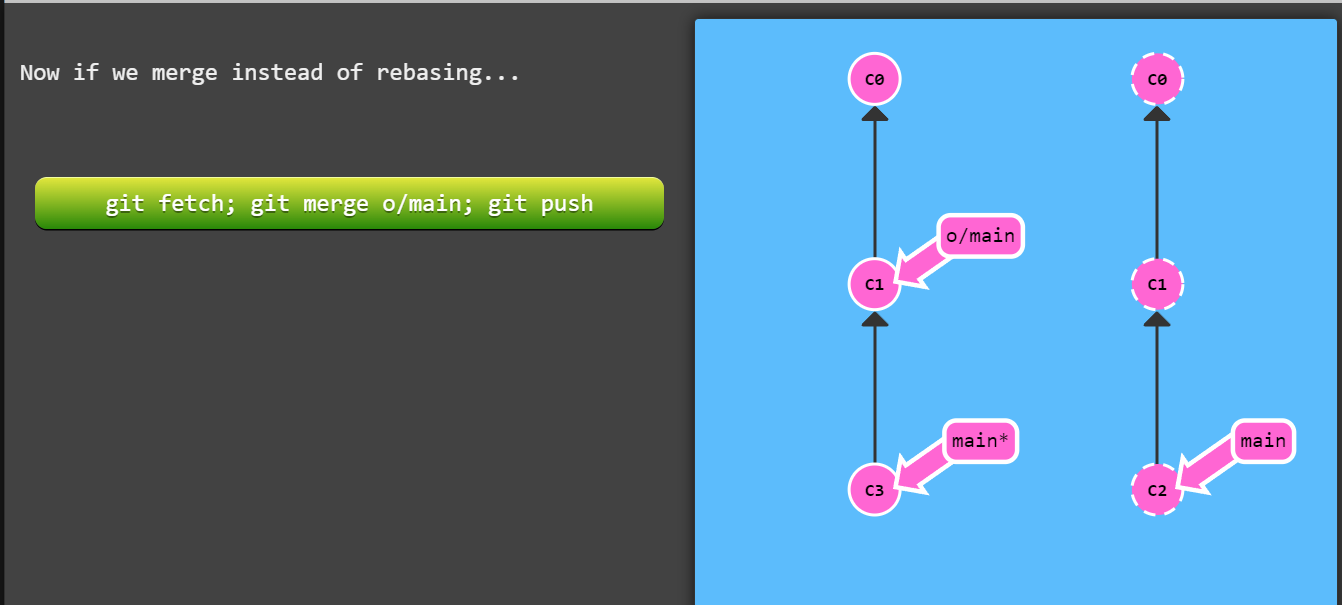 Now if we merge instead of rebasing...
git fetch; git merge o/main; git push
C0
C0
o/main
C1
C1
main*
main
C3
C2